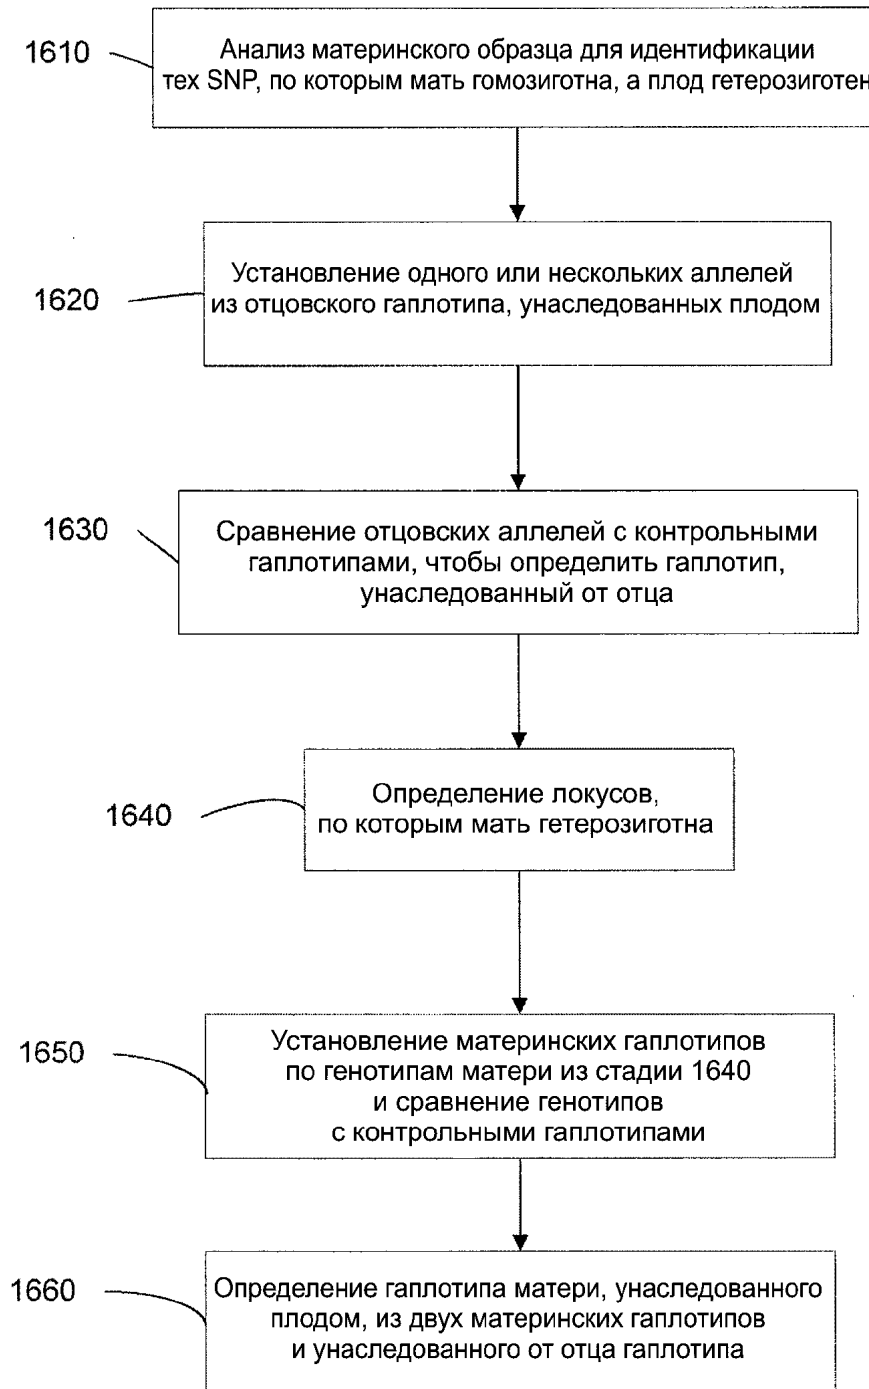 1610
Анализ материнского образца для идентификации
тех SNP, по которым мать гомозиготна, а плод гетерозиготен
1620
Установление одного или нескольких аллелей
из отцовского гаплотипа, унаследованных плодом
1630
Сравнение отцовских аллелей с контрольными
гаплотипами, чтобы определить гаплотип,
унаследованный от отца
1640
Определение локусов,
по которым мать гетерозиготна
1650
Установление материнских гаплотипов
по генотипам матери из стадии 1640
и сравнение генотипов
с контрольными гаплотипами
1660
Определение гаплотипа матери, унаследованного
плодом, из двух материнских гаплотипов
и унаследованного от отца гаплотипа